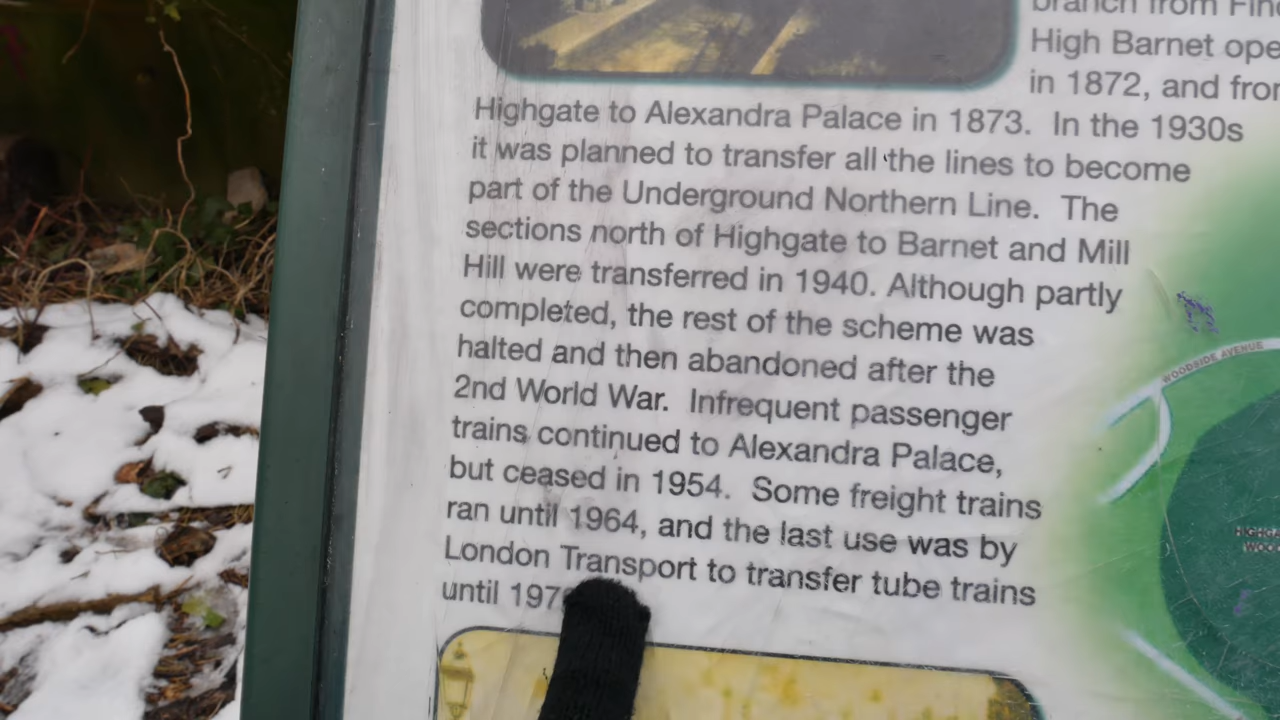 branch from
High Barnet ope
in 1872, and from
Highgate to Alexandra Palace in 1873. In the 1930s
it was planned to transfer all the lines to become
part of the Underground Northern Line. The
sections north of Highgate to Barnet and Mill
Hill were transferred in 1940. Although partly
completed, the rest of the scheme was
halted and then abandoned after the
2nd World War. Infrequent passenger
trains continued to Alexandra Palace,
but ceased in 1954. Some freight trains
ran until 1964, and the last use was by
London Transport to transfer tube trains
until 197
WOODSIDE AVENUE